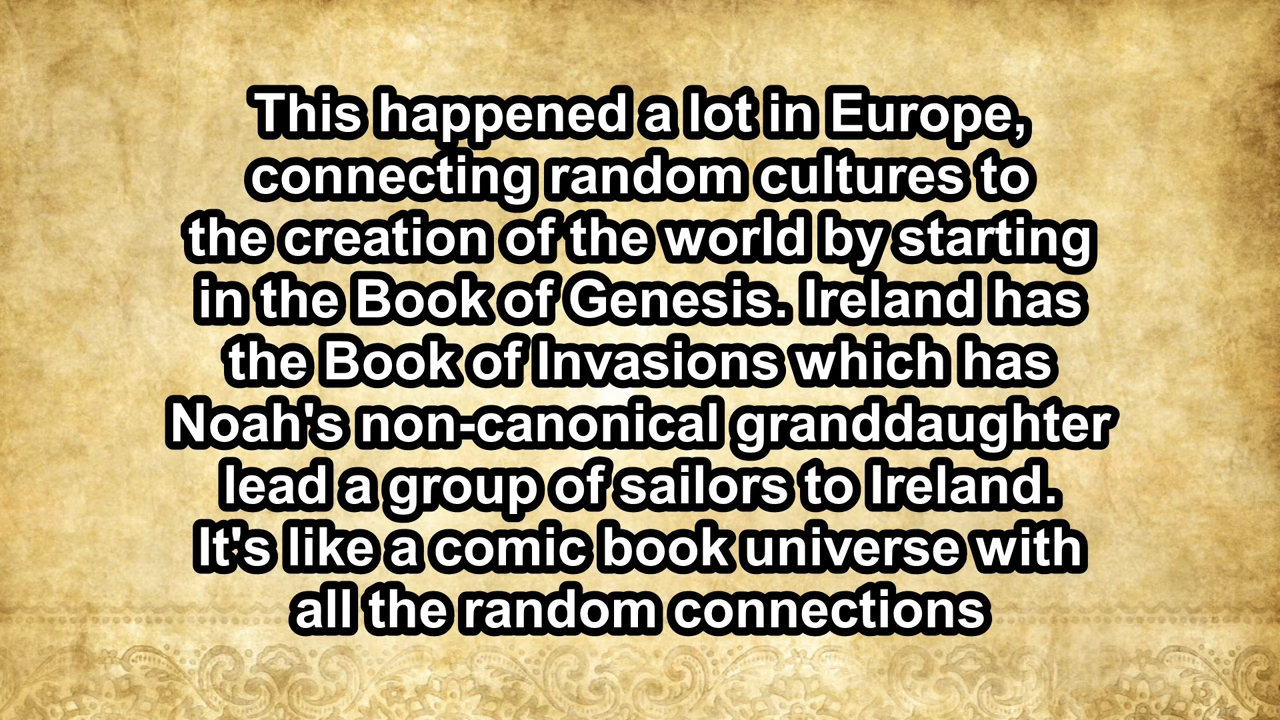 This happened a lot in Europe,
connecting random cultures to
the creation of the world by starting
in the Book of Genesis. Ireland has
the Book of Invasions which has
Noah's non-canonical granddaughter
lead a group of sailors to Ireland.
It's like a comic book universe with
all the random connections